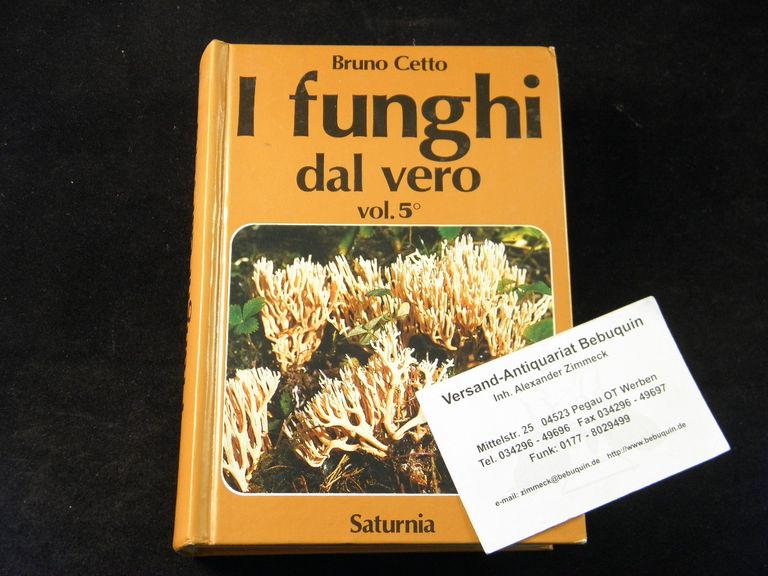 Bruno Cetto
I funghi
dal vero
vol. 5°
Saturnia
Versand-Antiquariat Bebuquin
Inh. Alexander Zimmeck
Mittelstr. 25 04523 Pegau OT Werben
Tel. 034296 - 49696 Fax 034296 - 49697
Funk: 0177 - 8029499
e-mail: zimmeck@bebuquin.de http://www.bebuquin.de